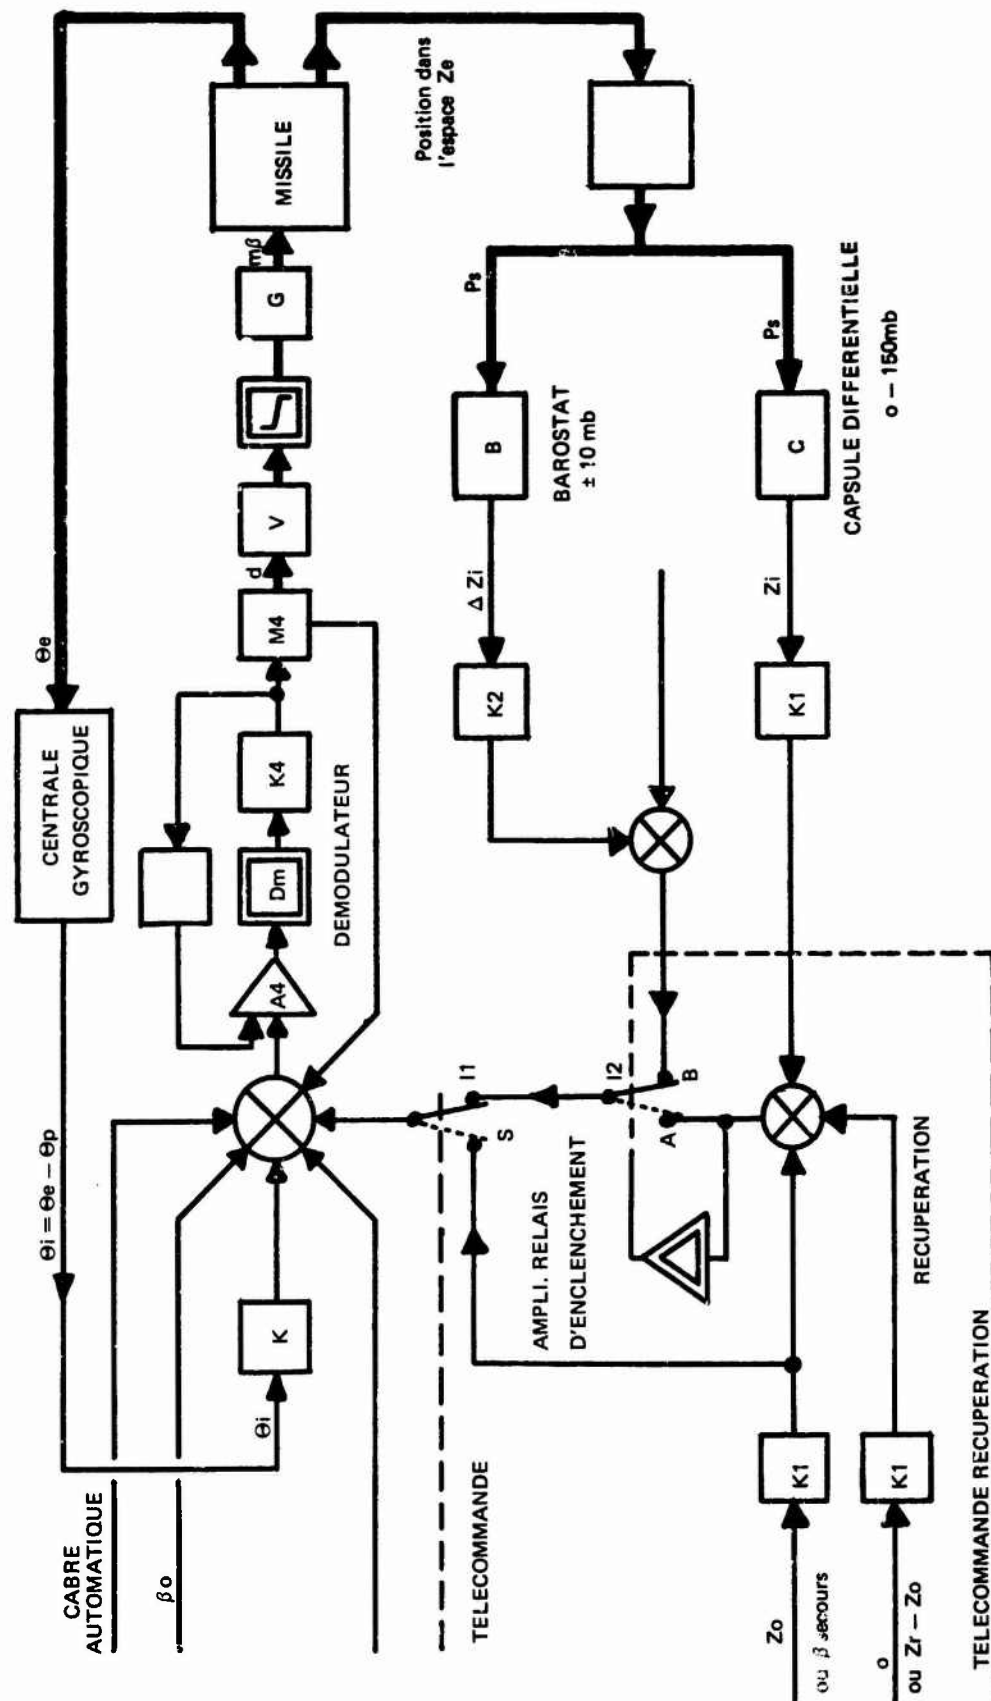 CENTRALE
GYROSCOPIQUE
Θe
Θi = Θe − Θp
CABRE
AUTOMATIQUE
βo
Θi
K
A4
Dm
DEMODULATEUR
K4
M4
d
V
G
mβ
MISSILE
Position dans
l'espace Ze
TELECOMMANDE
S
I1
I2
A
B
AMPLI. RELAIS
D'ENCLENCHEMENT
K2
Δ Zi
B
BAROSTAT
± 10 mb
Ps
Ps
Zo
ou β secours
K1
o
ou Zr − Zo
K1
RECUPERATION
K1
Zi
C
CAPSULE DIFFERENTIELLE
o − 150mb
TELECOMMANDE RECUPERATION